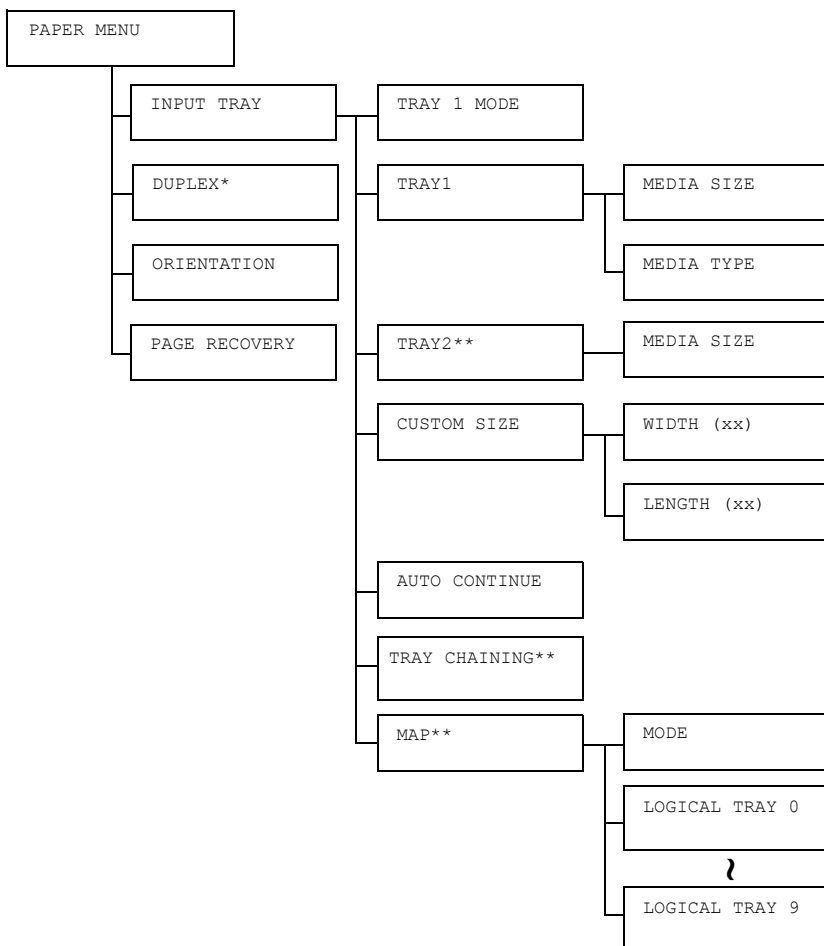 PAPER MENU
INPUT TRAY
TRAY 1 MODE
DUPLEX*
TRAY1
MEDIA SIZE
ORIENTATION
MEDIA TYPE
PAGE RECOVERY
TRAY2**
MEDIA SIZE
CUSTOM SIZE
WIDTH (xx)
LENGTH (xx)
AUTO CONTINUE
TRAY CHAINING**
MAP**
MODE
LOGICAL TRAY 0
~
LOGICAL TRAY 9